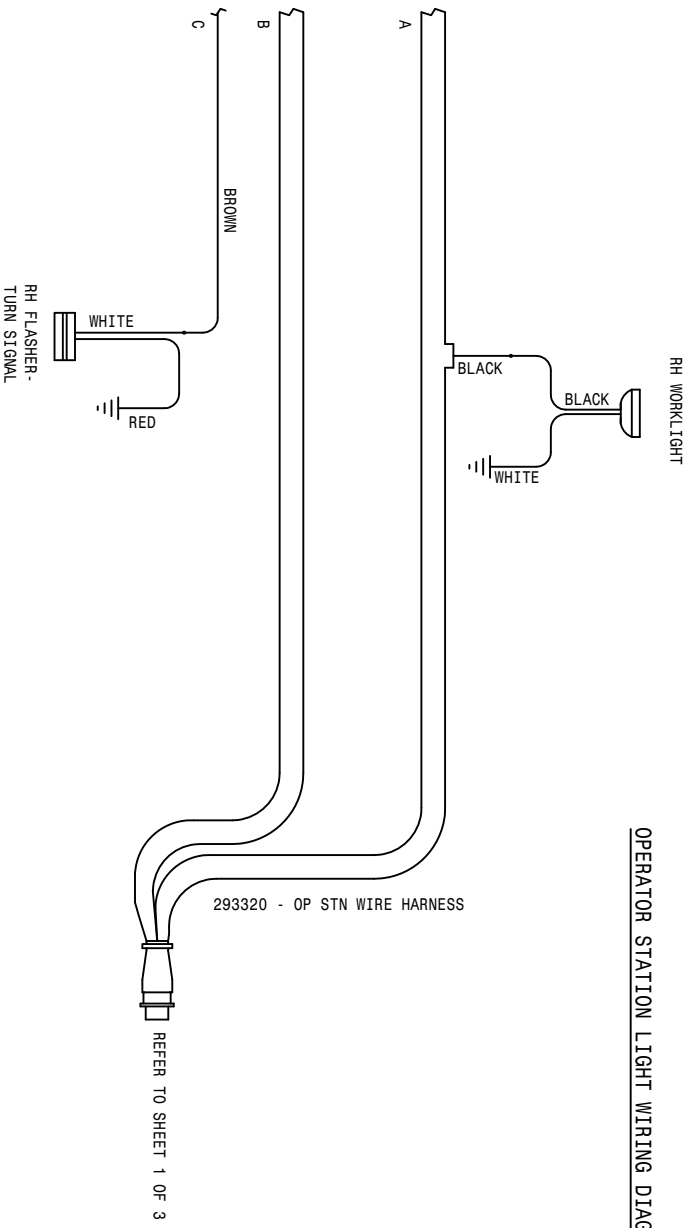 RH WORKLIGHT
OPERATOR STATION LIGHT WIRING DIAG
A
B
C
BLACK
BLACK
WHITE
BROWN
WHITE
RED
RH FLASHER-
TURN SIGNAL
293320 - OP STN WIRE HARNESS
REFER TO SHEET 1 OF 3